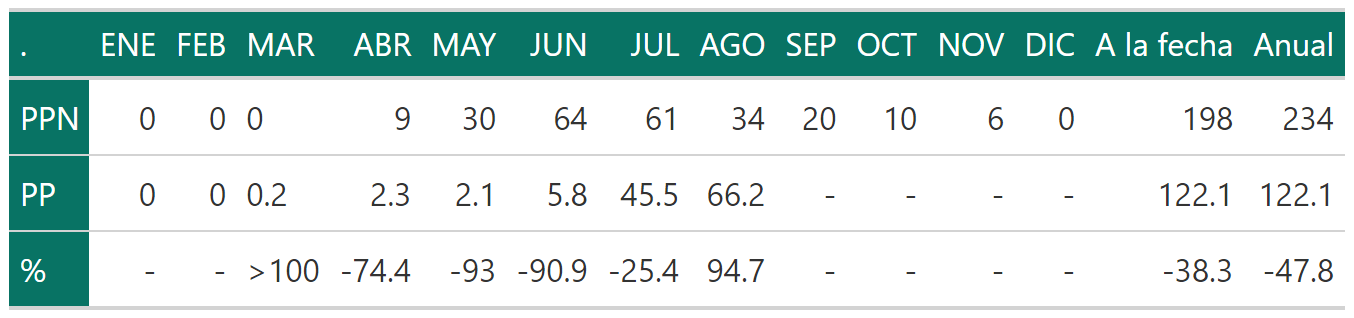 . ENE FEB MAR ABR MAY JUN JUL AGO SEP OCT NOV DIC A la fecha Anual
PPN 0 0 0 9 30 64 61 34 20 10 6 0 198 234
PP 0 0 0.2 2.3 2.1 5.8 45.5 66.2 - - - - 122.1 122.1
% - - >100 -74.4 -93 -90.9 -25.4 94.7 - - - - -38.3 -47.8